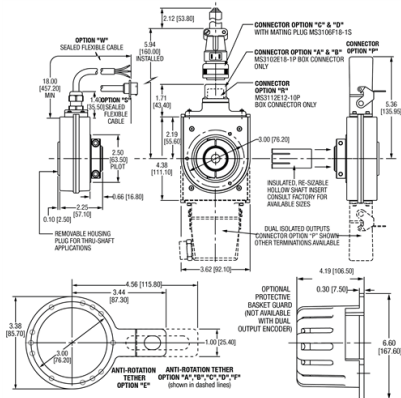 2.12 [53.80]
OPTION "W"
SEALED FLEXIBLE CABLE
5.94
[160.00]
INSTALLED
CONNECTOR OPTION "C" & "D"
WITH MATING PLUG MS3106F18-1S
CONNECTOR OPTION "A" & "B"
MS3102E18-1P BOX CONNECTOR
ONLY
CONNECTOR
OPTION "P"
18.00
[457.20]
MIN
1.40
[35.50]
OPTION "S"
SEALED
FLEXIBLE
CABLE
1.71
[43.40]
CONNECTOR
OPTION
"R"
MS3112E12-10P
BOX CONNECTOR ONLY
5.36
[135.95]
2.19
[55.60]
3.00 [76.20]
2.50
[63.50]
PILOT
4.38
[111.10]
0.66 [16.80]
2.25
[57.10]
0.10 [2.50]
INSULATED, RE-SIZABLE
HOLLOW SHAFT INSERT
CONSULT FACTORY FOR
AVAILABLE SIZES
REMOVABLE HOUSING
PLUG FOR THRU-SHAFT
APPLICATIONS
DUAL ISOLATED OUTPUTS
CONNECTOR OPTION "P" SHOWN
OTHER TERMINATIONS AVAILABLE
3.62 [92.10]
4.19 [106.50]
4.56 [115.80]
0.30 [7.50]
3.44
[87.30]
OPTIONAL
PROTECTIVE
BASKET GUARD
(NOT AVAILABLE
WITH DUAL
OUTPUT ENCODER)
3.38
[85.70]
1.00 [25.40]
3.00
[76.20]
6.60
[167.60]
ANTI-ROTATION
TETHER
OPTION "E"
ANTI-ROTATION TETHER
OPTION "A","B","C","D","F"
(shown in dashed lines)